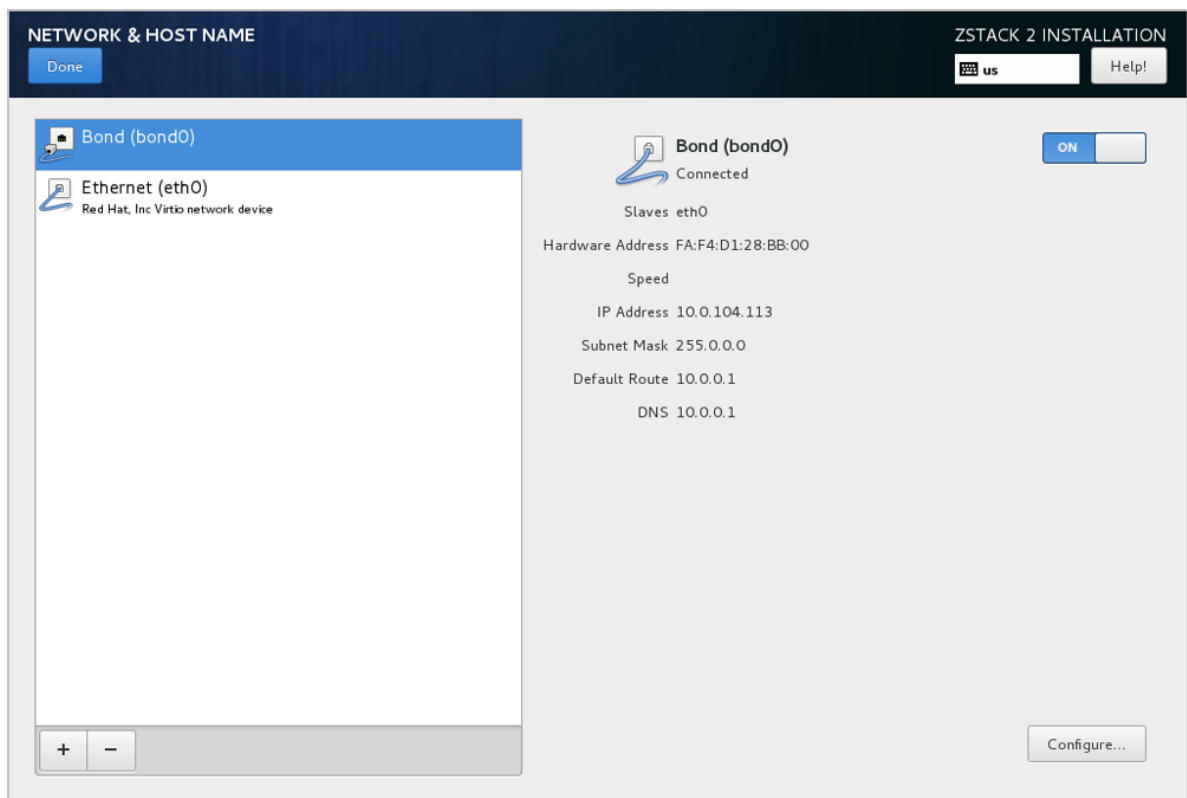 NETWORK & HOST NAME
ZSTACK 2 INSTALLATION
Done
us
Help!
Bond (bond0)
Ethernet (eth0)
Red Hat, Inc Virtio network device
Bond (bond0)
Connected
ON
Slaves eth0
Hardware Address FA:F4:D1:28:BB:00
Speed
IP Address 10.0.104.113
Subnet Mask 255.0.0.0
Default Route 10.0.0.1
DNS 10.0.0.1
+ −
Configure...